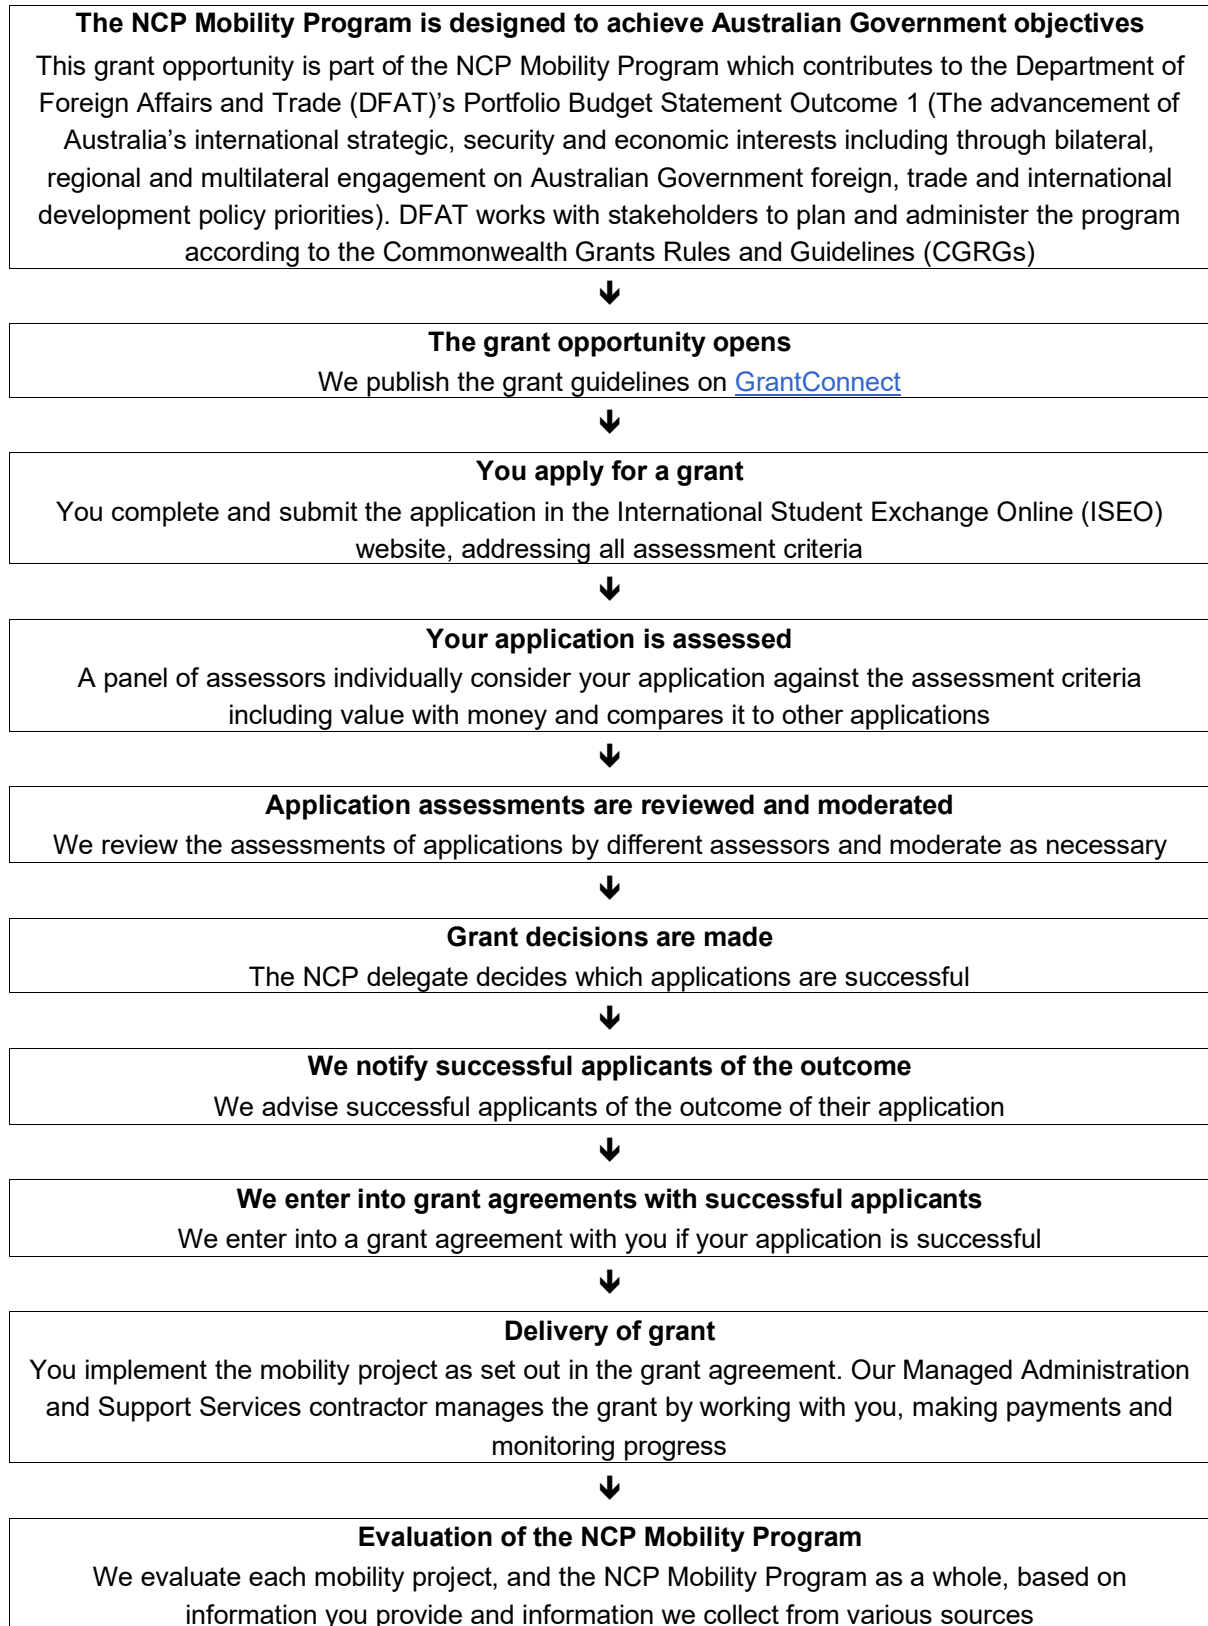 The NCP Mobility Program is designed to achieve Australian Government objectives
This grant opportunity is part of the NCP Mobility Program which contributes to the Department of
Foreign Affairs and Trade (DFAT)’s Portfolio Budget Statement Outcome 1 (The advancement of
Australia’s international strategic, security and economic interests including through bilateral,
regional and multilateral engagement on Australian Government foreign, trade and international
development policy priorities). DFAT works with stakeholders to plan and administer the program
according to the Commonwealth Grants Rules and Guidelines (CGRGs)
The grant opportunity opens
We publish the grant guidelines on GrantConnect
You apply for a grant
You complete and submit the application in the International Student Exchange Online (ISEO)
website, addressing all assessment criteria
Your application is assessed
A panel of assessors individually consider your application against the assessment criteria
including value with money and compares it to other applications
Application assessments are reviewed and moderated
We review the assessments of applications by different assessors and moderate as necessary
Grant decisions are made
The NCP delegate decides which applications are successful
We notify successful applicants of the outcome
We advise successful applicants of the outcome of their application
We enter into grant agreements with successful applicants
We enter into a grant agreement with you if your application is successful
Delivery of grant
You implement the mobility project as set out in the grant agreement. Our Managed Administration
and Support Services contractor manages the grant by working with you, making payments and
monitoring progress
Evaluation of the NCP Mobility Program
We evaluate each mobility project, and the NCP Mobility Program as a whole, based on
information you provide and information we collect from various sources